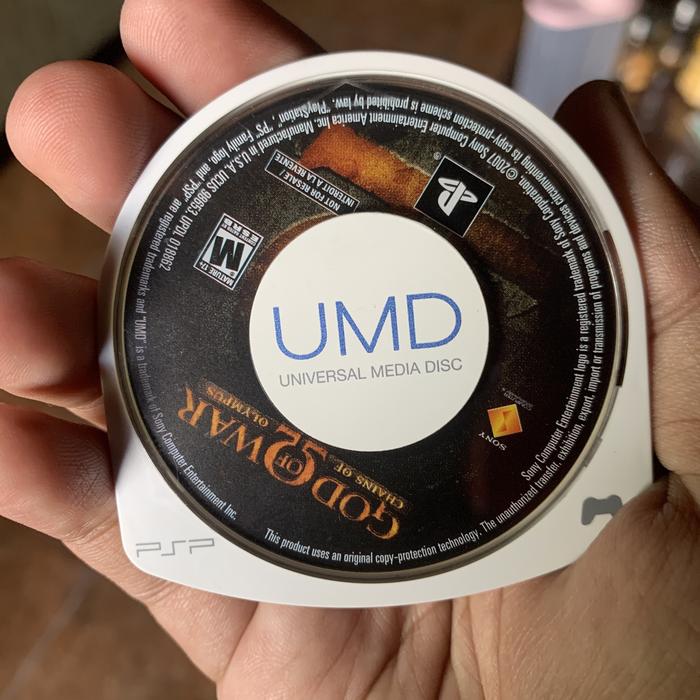 ©2007 Sony Computer Entertainment America Inc. Manufactured in U.S.A. UCUS 98653. UPDL 018862
"PlayStation", "PS" Family logo, and "PSP" are registered trademarks and "UMD" is a trademark of Sony Computer Entertainment Inc.
Sony Computer Entertainment logo is a registered trademark of Sony Corporation.
This product uses an original copy-protection technology. The unauthorized transfer, exhibition, export, import or transmission of programs and devices circumventing its copy-protection scheme is prohibited by law.
NOT FOR RESALE /
INTERDIT A LA REVENTE
MATURE 17+
M
ESRB
UMD
UNIVERSAL MEDIA DISC
GOD OF WAR
CHAINS OF OLYMPUS
SONY
PSP